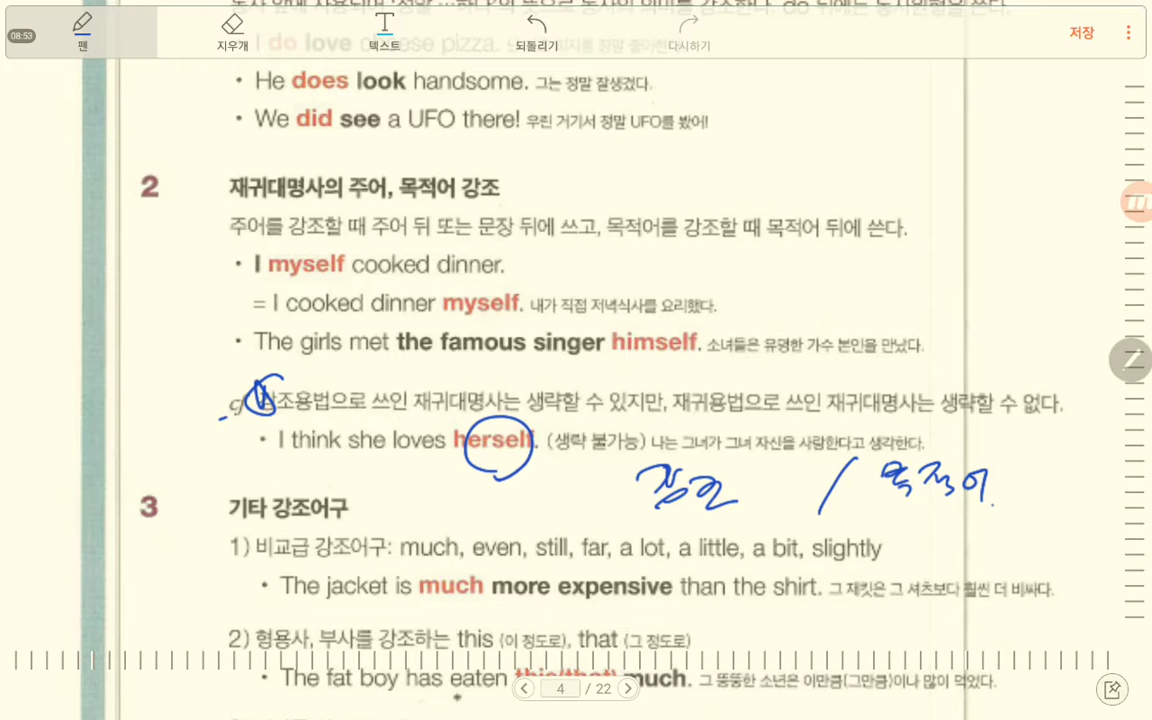 08:53
펜
지우개
텍스트
되돌리기
다시하기
저장
I do love cheese pizza.
• He does look handsome. 그는 정말 잘생겼다.
• We did see a UFO there! 우린 거기서 정말 UFO를 봤어!
2 재귀대명사의 주어, 목적어 강조
주어를 강조할 때 주어 뒤 또는 문장 뒤에 쓰고, 목적어를 강조할 때 목적어 뒤에 쓴다.
• I myself cooked dinner.
= I cooked dinner myself. 내가 직접 저녁식사를 요리했다.
• The girls met the famous singer himself. 소녀들은 유명한 가수 본인을 만났다.
cf 강조용법으로 쓰인 재귀대명사는 생략할 수 있지만, 재귀용법으로 쓰인 재귀대명사는 생략할 수 없다.
• I think she loves herself. (생략 불가능) 나는 그녀가 그녀 자신을 사랑한다고 생각한다.
/ 목적어
3 기타 강조어구
1) 비교급 강조어구: much, even, still, far, a lot, a little, a bit, slightly
• The jacket is much more expensive than the shirt. 그 재킷은 그 셔츠보다 훨씬 더 비싸다.
2) 형용사, 부사를 강조하는 this (이 정도로), that (그 정도로)
• The fat boy has eaten this(that) much. 그 뚱뚱한 소년은 이만큼(그만큼)이나 많이 먹었다.
4 / 22